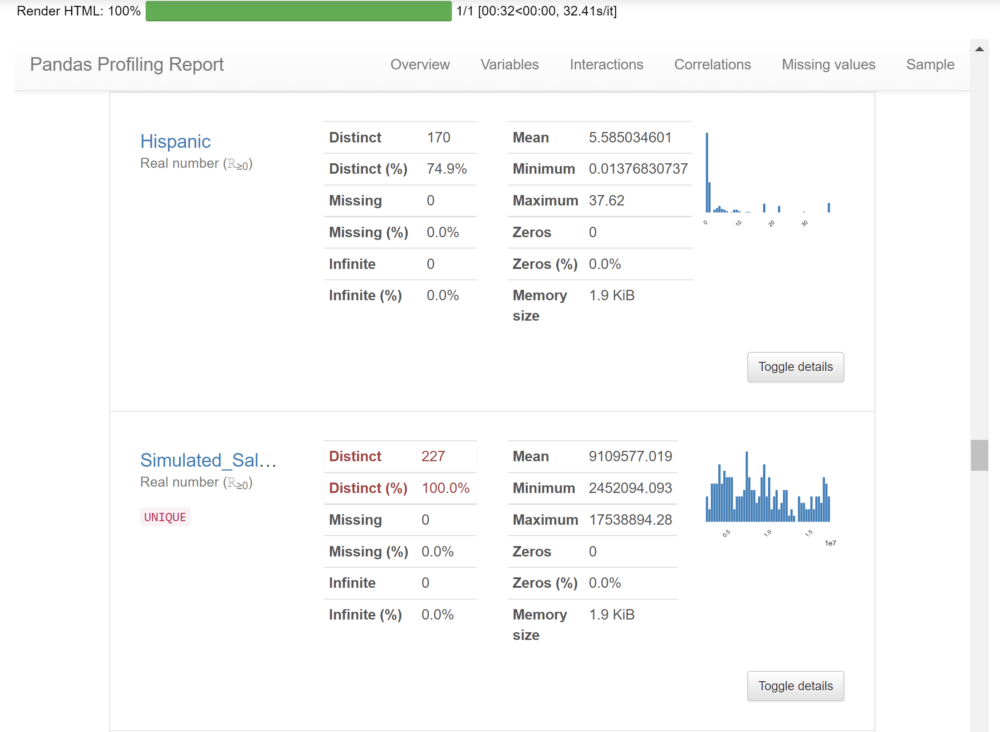 Render HTML: 100% 1/1 [00:32<00:00, 32.41s/it]
Pandas Profiling Report Overview Variables Interactions Correlations Missing values Sample
Hispanic
Real number (ℝ≥0)
Distinct 170
Distinct (%) 74.9%
Missing 0
Missing (%) 0.0%
Infinite 0
Infinite (%) 0.0%
Mean 5.585034601
Minimum 0.01376830737
Maximum 37.62
Zeros 0
Zeros (%) 0.0%
Memory 1.9 KiB
size
0 10 20 30
Toggle details
Simulated_Sal…
Real number (ℝ≥0)
UNIQUE
Distinct 227
Distinct (%) 100.0%
Missing 0
Missing (%) 0.0%
Infinite 0
Infinite (%) 0.0%
Mean 9109577.019
Minimum 2452094.093
Maximum 17538894.28
Zeros 0
Zeros (%) 0.0%
Memory 1.9 KiB
size
0.5 1.0 1.5
1e7
Toggle details